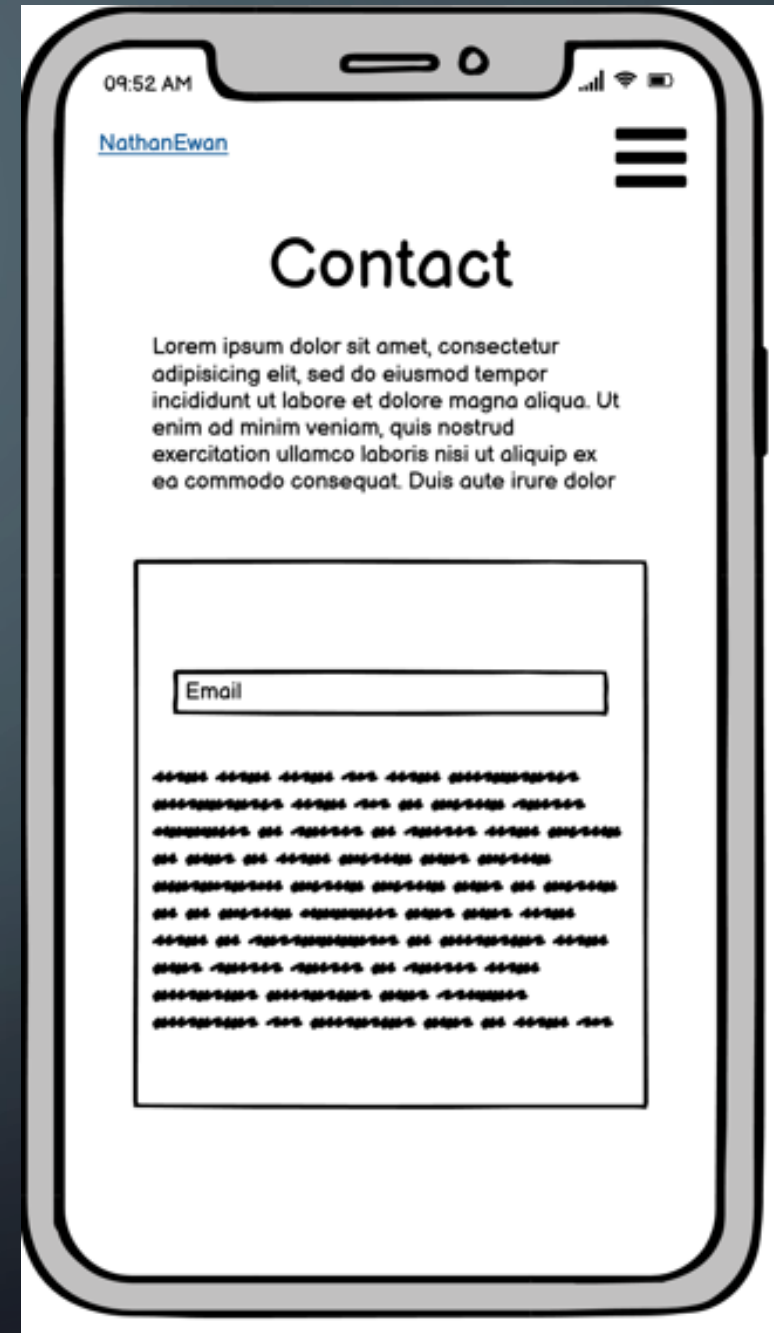 09:52 AM
NathanEwan
Contact
Lorem ipsum dolor sit amet, consectetur
adipisicing elit, sed do eiusmod tempor
incididunt ut labore et dolore magna aliqua. Ut
enim ad minim veniam, quis nostrud
exercitation ullamco laboris nisi ut aliquip ex
ea commodo consequat. Duis aute irure dolor
Email